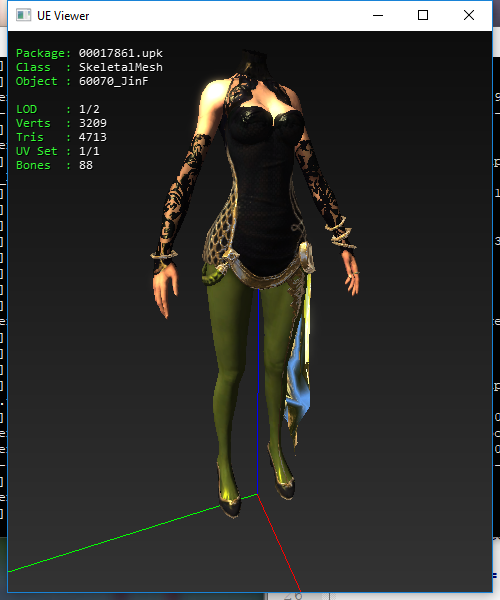 UE Viewer
Package: 00017861.upk
Class : SkeletalMesh
Object : 60070_JinF
LOD : 1/2
Verts : 3209
Tris : 4713
UV Set : 1/1
Bones : 88